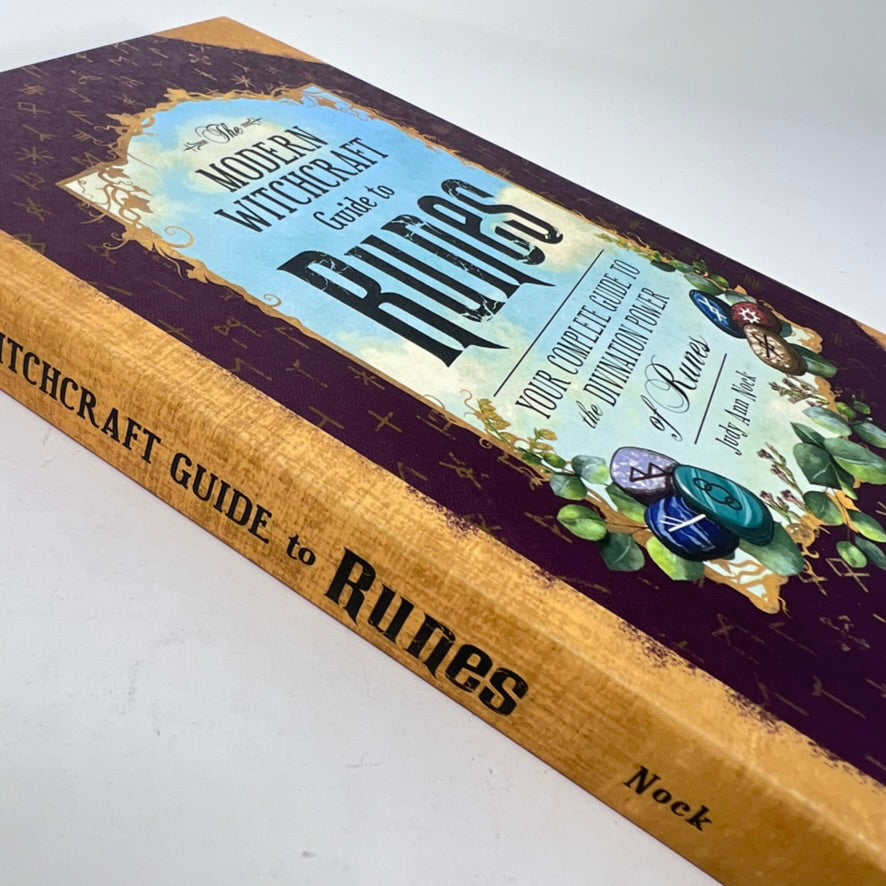 The
MODERN
WITCHCRAFT
Guide to
RUNES
YOUR COMPLETE GUIDE TO
the DIVINATION POWER
of Runes
Judy Ann Nock
ITCHCRAFT GUIDE to RUNES
Nock